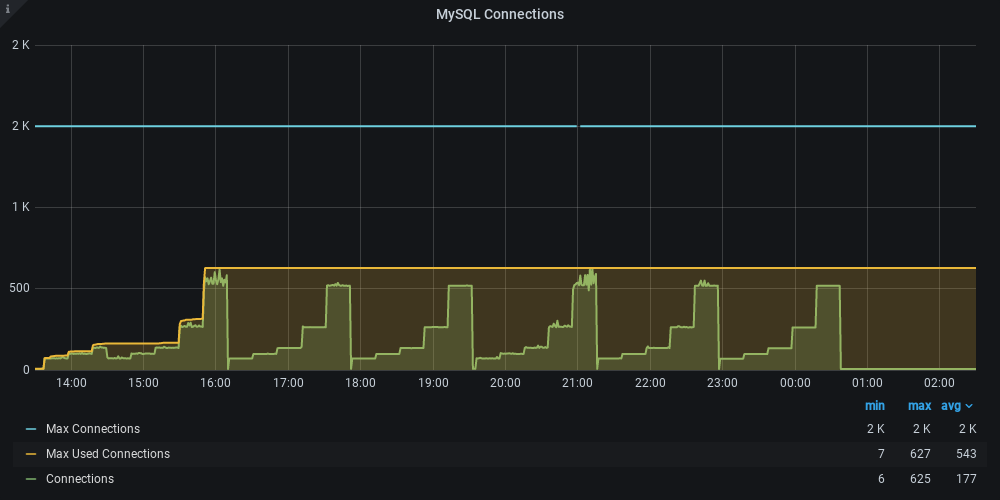 i
MySQL Connections
2 K
2 K
1 K
500
0
14:00 15:00 16:00 17:00 18:00 19:00 20:00 21:00 22:00 23:00 00:00 01:00 02:00
min max avg
Max Connections 2 K 2 K 2 K
Max Used Connections 7 627 543
Connections 6 625 177